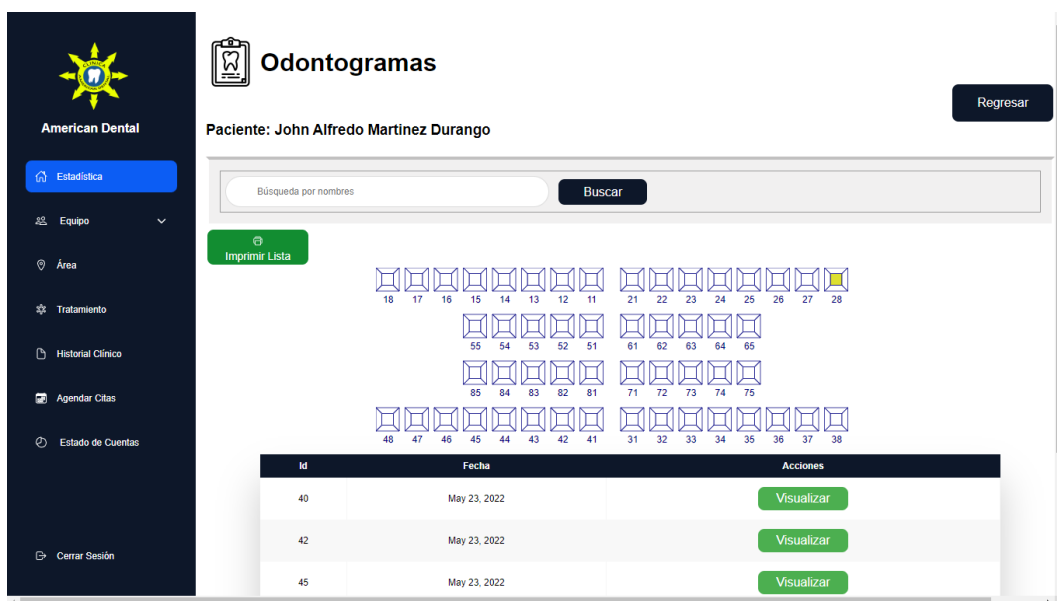 CLINICA
American Dental
Estadística
Equipo
Área
Tratamiento
Historial Clínico
Agendar Citas
Estado de Cuentas
Cerrar Sesión
Odontogramas
Regresar
Paciente: John Alfredo Martinez Durango
Búsqueda por nombres
Buscar
Imprimir Lista
18 17 16 15 14 13 12 11 21 22 23 24 25 26 27 28
55 54 53 52 51 61 62 63 64 65
85 84 83 82 81 71 72 73 74 75
48 47 46 45 44 43 42 41 31 32 33 34 35 36 37 38
Id Fecha Acciones
40 May 23, 2022 Visualizar
42 May 23, 2022 Visualizar
45 May 23, 2022 Visualizar